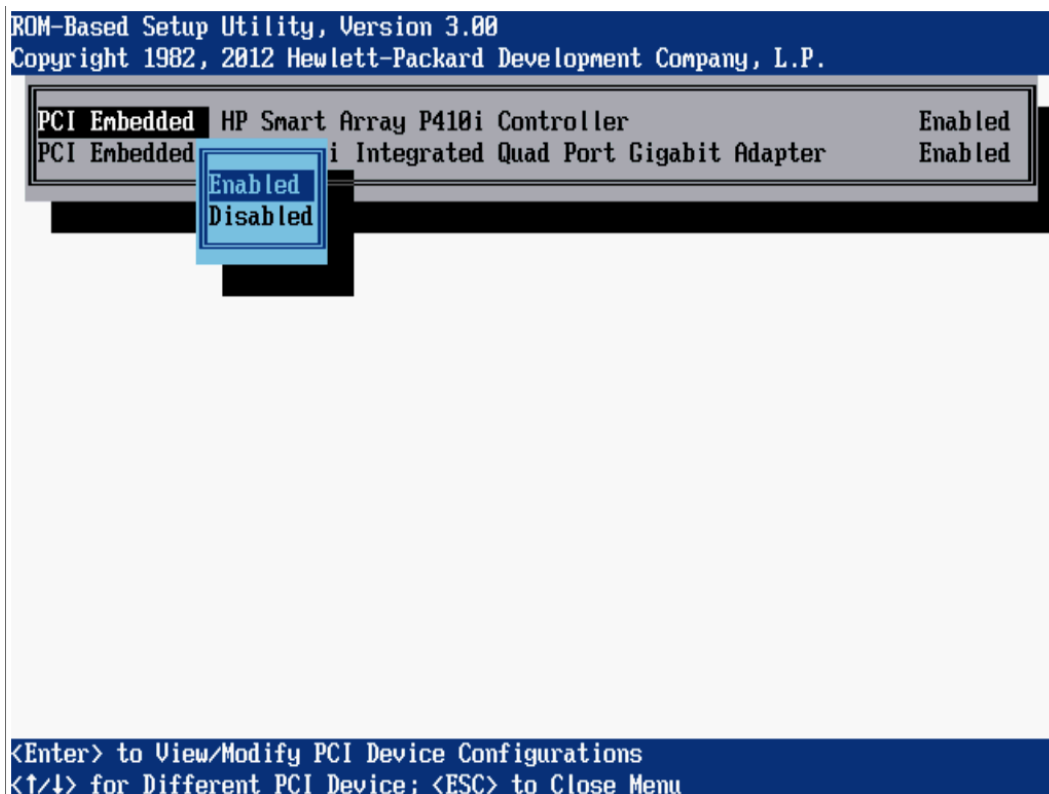 ROM-Based Setup Utility, Version 3.00
Copyright 1982, 2012 Hewlett-Packard Development Company, L.P.
PCI Embedded HP Smart Array P410i Controller Enabled
PCI Embedded i Integrated Quad Port Gigabit Adapter Enabled
Enabled
Disabled
<Enter> to View/Modify PCI Device Configurations
<↑/↓> for Different PCI Device; <ESC> to Close Menu